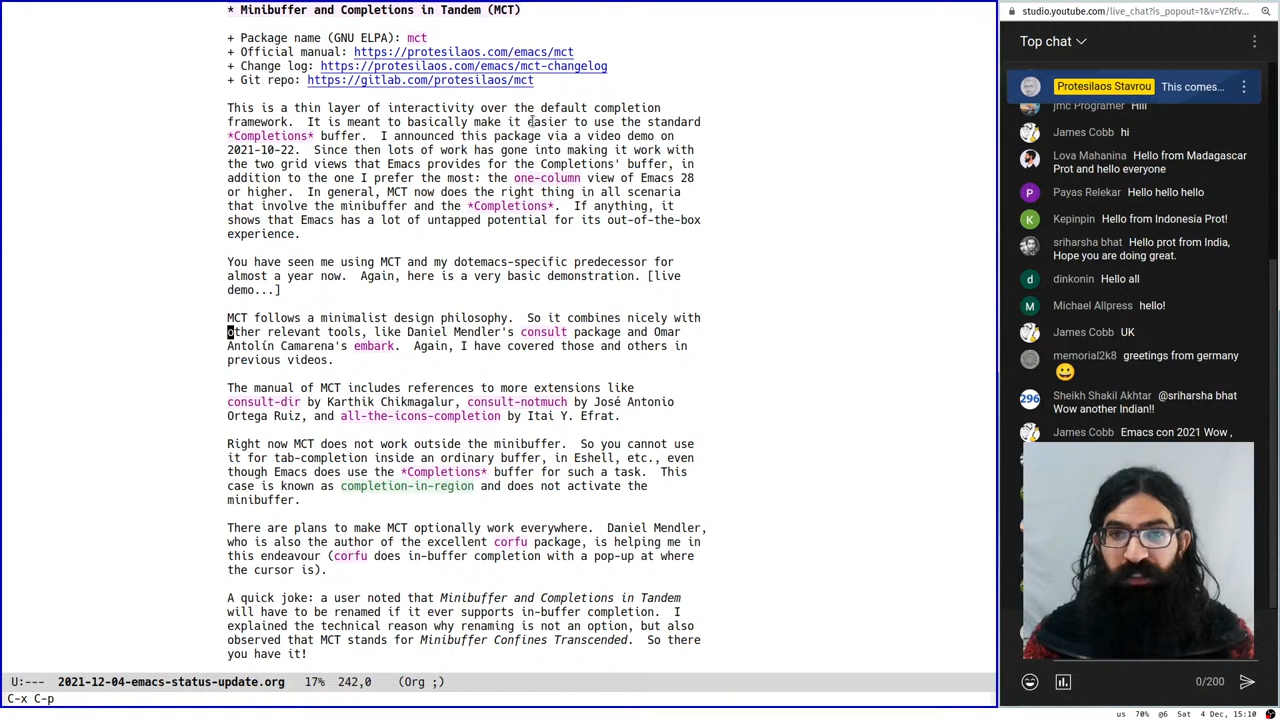 * Minibuffer and Completions in Tandem (MCT)
+ Package name (GNU ELPA): mct
+ Official manual: https://protesilaos.com/emacs/mct
+ Change log: https://protesilaos.com/emacs/mct-changelog
+ Git repo: https://gitlab.com/protesilaos/mct
This is a thin layer of interactivity over the default completion
framework.  It is meant to basically make it easier to use the standard
*Completions* buffer.  I announced this package via a video demo on
2021-10-22.  Since then lots of work has gone into making it work with
the two grid views that Emacs provides for the Completions' buffer, in
addition to the one I prefer the most: the one-column view of Emacs 28
or higher.  In general, MCT now does the right thing in all scenaria
that involve the minibuffer and the *Completions*.  If anything, it
shows that Emacs has a lot of untapped potential for its out-of-the-box
experience.
You have seen me using MCT and my dotemacs-specific predecessor for
almost a year now.  Again, here is a very basic demonstration. [live
demo...]
MCT follows a minimalist design philosophy.  So it combines nicely with
other relevant tools, like Daniel Mendler's consult package and Omar
Antolín Camarena's embark.  Again, I have covered those and others in
previous videos.
The manual of MCT includes references to more extensions like
consult-dir by Karthik Chikmagalur, consult-notmuch by José Antonio
Ortega Ruiz, and all-the-icons-completion by Itai Y. Efrat.
Right now MCT does not work outside the minibuffer.  So you cannot use
it for tab-completion inside an ordinary buffer, in Eshell, etc., even
though Emacs does use the *Completions* buffer for such a task.  This
case is known as completion-in-region and does not activate the
minibuffer.
There are plans to make MCT optionally work everywhere.  Daniel Mendler,
who is also the author of the excellent corfu package, is helping me in
this endeavour (corfu does in-buffer completion with a pop-up at where
the cursor is).
A quick joke: a user noted that Minibuffer and Completions in Tandem
will have to be renamed if it ever supports in-buffer completion.  I
explained the technical reason why renaming is not an option, but also
observed that MCT stands for Minibuffer Confines Transcended.  So there
you have it!
U:---  2021-12-04-emacs-status-update.org   17%  242,0   (Org ;)
C-x C-p
studio.youtube.com/live_chat?is_popout=1&v=YZRfv...
Top chat
Protesilaos Stavrou This comes...
jmc Programer Hiii
James Cobb hi
Lova Mahanina Hello from Madagascar
Prot and hello everyone
P Payas Relekar Hello hello hello
K Kepinpin Hello from Indonesia Prot!
sriharsha bhat Hello prot from India,
Hope you are doing great.
d dinkonin Hello all
M Michael Allpress hello!
James Cobb UK
memorial2k8 greetings from germany
296 Sheikh Shakil Akhtar @sriharsha bhat
Wow another Indian!!
James Cobb Emacs con 2021 Wow ,
0/200
us 70% @6 Sat 4 Dec, 15:10